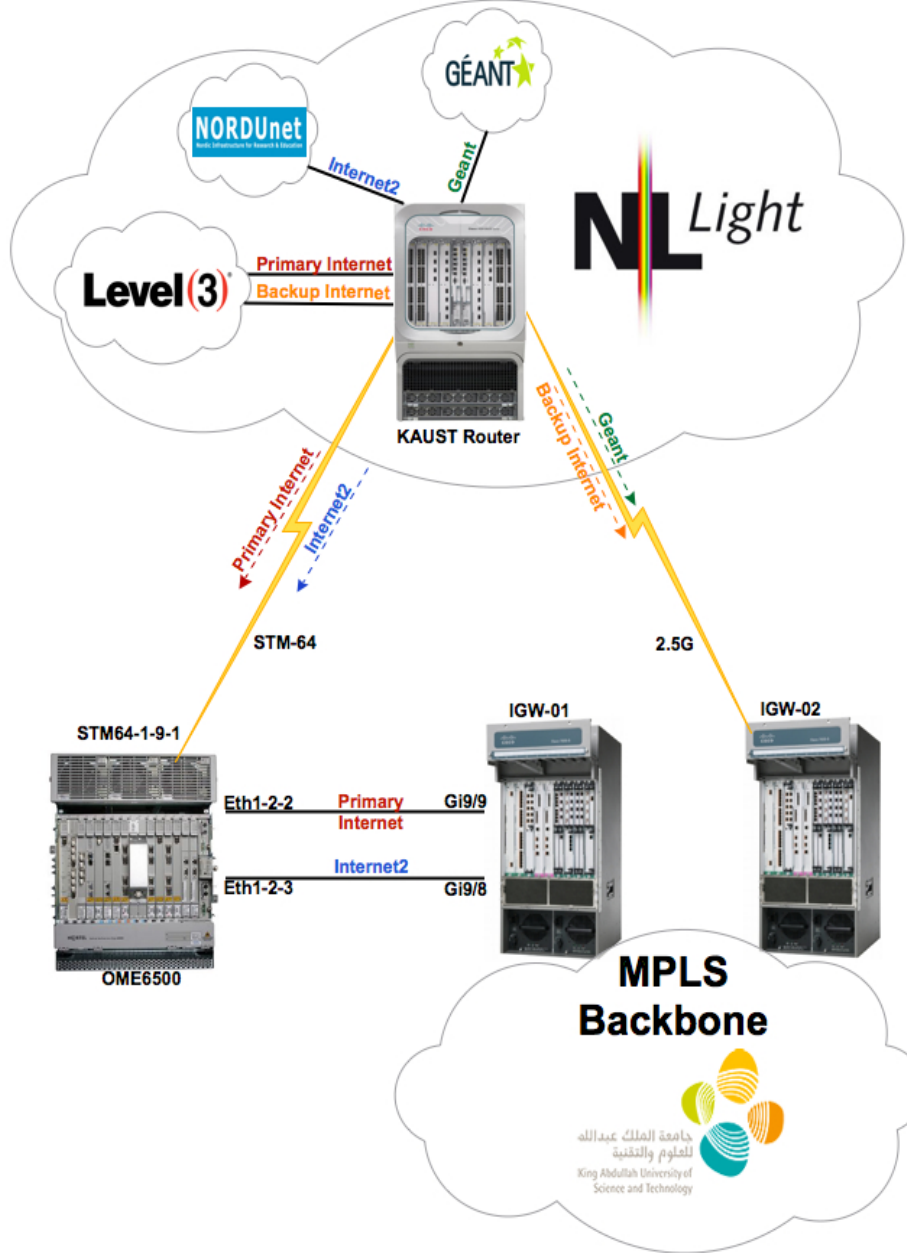 GÉANT
NORDUnet
Nordic Infrastructure for Research & Education
Internet2
Geant
NL Light
Level(3)®
Primary Internet
Backup Internet
KAUST Router
Primary Internet
Internet2
Backup Internet
Geant
STM-64
2.5G
STM64-1-9-1
IGW-01
IGW-02
Eth1-2-2
Primary
Internet
Gi9/9
Internet2
Eth1-2-3
Gi9/8
OME6500
MPLS
Backbone
جامعة الملك عبدالله
للعلوم والتقنية
King Abdullah University of
Science and Technology